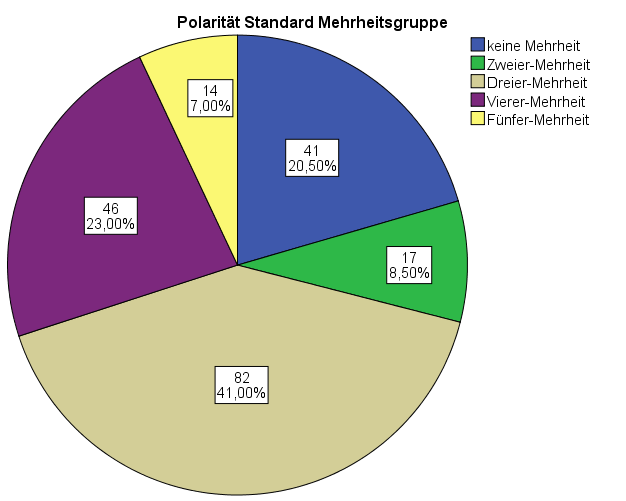 Polarität Standard Mehrheitsgruppe
keine Mehrheit
Zweier-Mehrheit
Dreier-Mehrheit
Vierer-Mehrheit
Fünfer-Mehrheit
14
7,00%
41
20,50%
46
23,00%
17
8,50%
82
41,00%